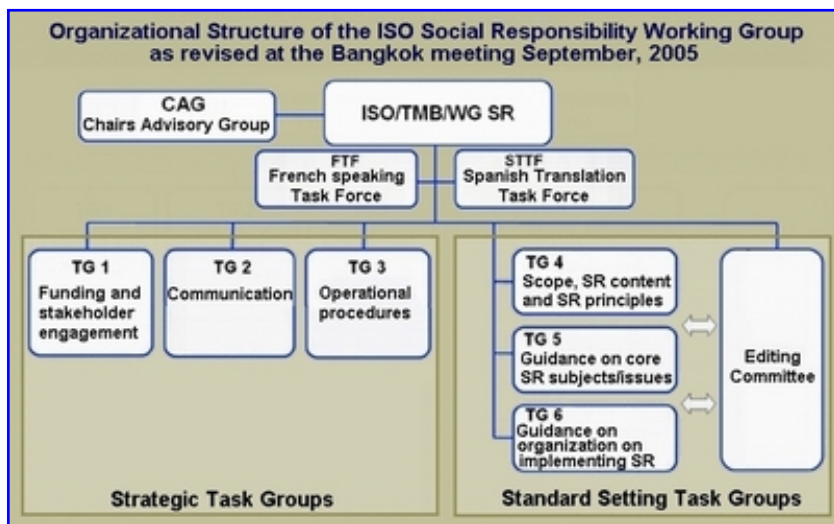 Organizational Structure of the ISO Social Responsibility Working Group
as revised at the Bangkok meeting September, 2005
CAG
Chairs Advisory Group
ISO/TMB/WG SR
FTF
French speaking
Task Force
STTF
Spanish Translation
Task Force
TG 1
Funding and
stakeholder
engagement
TG 2
Communication
TG 3
Operational
procedures
TG 4
Scope, SR content
and SR principles
TG 5
Guidance on core
SR subjects/issues
TG 6
Guidance on
organization on
implementing SR
Editing
Committee
Strategic Task Groups
Standard Setting Task Groups